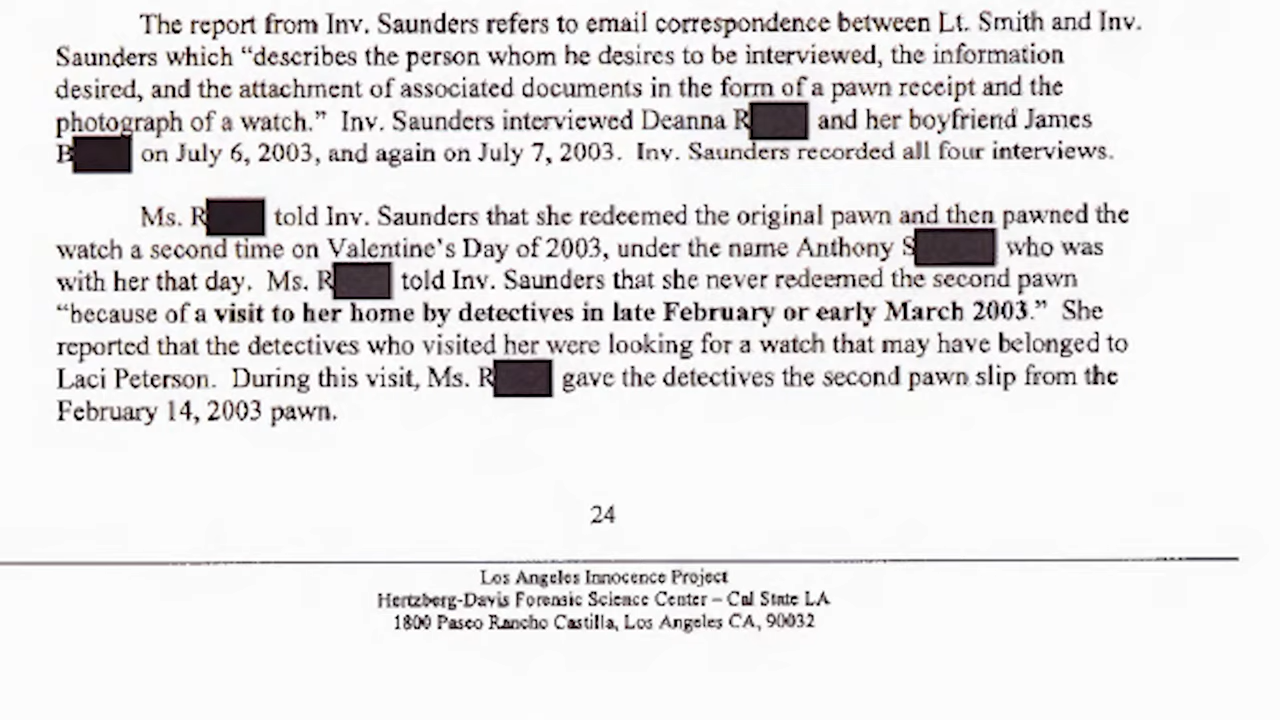 The report from Inv. Saunders refers to email correspondence between Lt. Smith and Inv.
Saunders which “describes the person whom he desires to be interviewed, the information
desired, and the attachment of associated documents in the form of a pawn receipt and the
photograph of a watch.” Inv. Saunders interviewed Deanna R and her boyfriend James
B on July 6, 2003, and again on July 7, 2003. Inv. Saunders recorded all four interviews.
Ms. R told Inv. Saunders that she redeemed the original pawn and then pawned the
watch a second time on Valentine’s Day of 2003, under the name Anthony S who was
with her that day. Ms. R told Inv. Saunders that she never redeemed the second pawn
“because of a visit to her home by detectives in late February or early March 2003.” She
reported that the detectives who visited her were looking for a watch that may have belonged to
Laci Peterson. During this visit, Ms. R gave the detectives the second pawn slip from the
February 14, 2003 pawn.
24
Los Angeles Innocence Project
Hertzberg-Davis Forensic Science Center – Cal State LA
1800 Paseo Rancho Castilla, Los Angeles CA, 90032